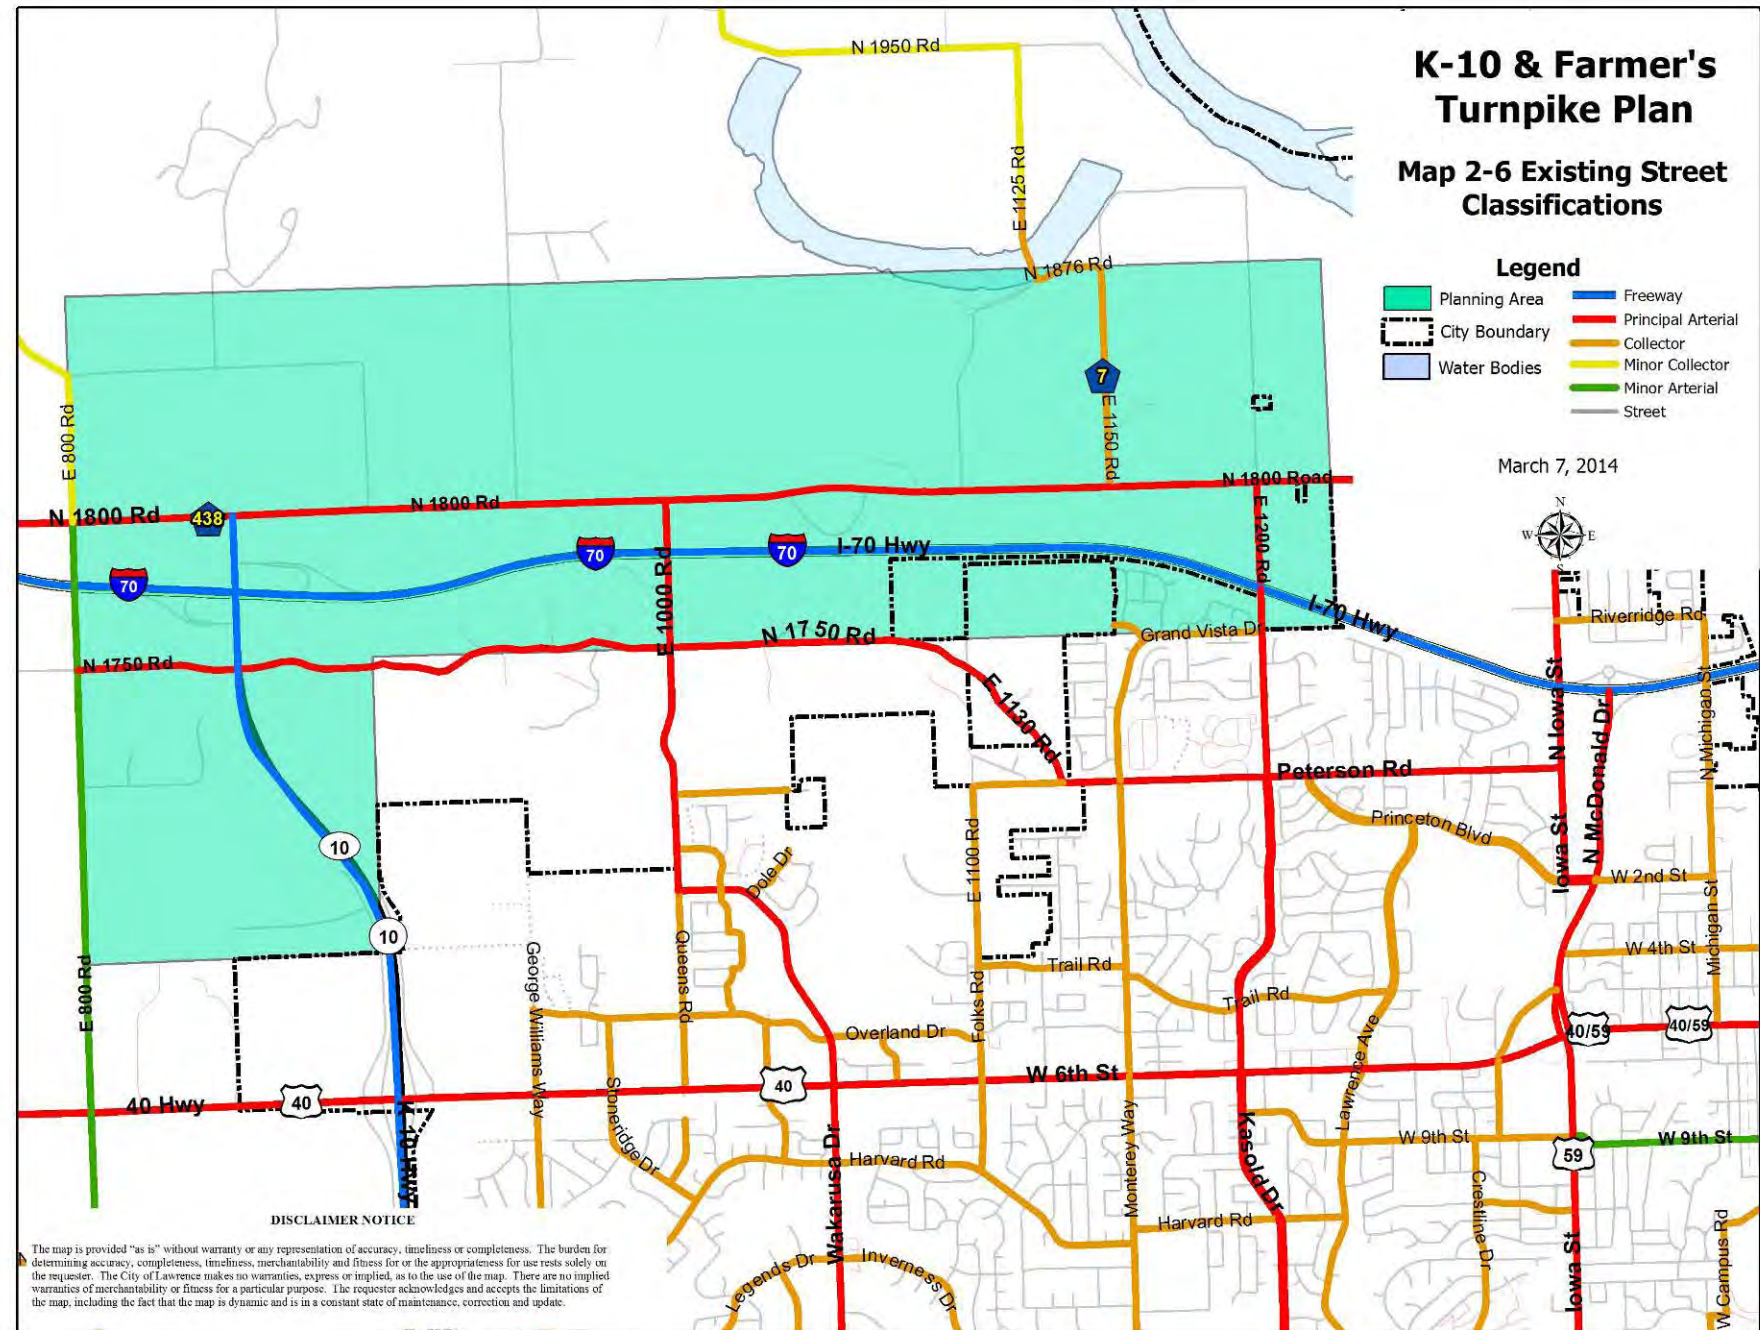 K-10 & Farmer's
Turnpike Plan
Map 2-6 Existing Street
Classifications
Legend
Planning Area
City Boundary
Water Bodies
Freeway
Principal Arterial
Collector
Minor Collector
Minor Arterial
Street
March 7, 2014
N
W
E
N 1950 Rd
E 1125 Rd
N 1876 Rd
7
E 1150 Rd
E 800 Rd
N 1800 Rd
438
N 1800 Rd
N 1800 Road
E 1200 Rd
70
70
70
I-70 Hwy
E 1000 Rd
N 1750 Rd
N 1750 Rd
Grand Vista Dr
I-70 Hwy
Riverridge Rd
E 1130 Rd
N Iowa St
N McDonald Dr
N Michigan St
Peterson Rd
Princeton Blvd
Iowa St
W 2nd St
10
10
Dole Dr
E 1100 Rd
Queens Rd
George Williams Way
Folks Rd
Trail Rd
Trail Rd
W 4th St
Michigan St
E 800 Rd
Overland Dr
40/59
40/59
Lawrence Ave
W 6th St
40
40
40 Hwy
K-10 Hwy
Stoneridge Dr
Wakarusa Dr
Harvard Rd
Monterey Way
Kasold Dr
W 9th St
W 9th St
59
Crestline Dr
Harvard Rd
Legends Dr
Inverness Dr
Iowa St
W Campus Rd
DISCLAIMER NOTICE
The map is provided "as is" without warranty or any representation of accuracy, timeliness or completeness. The burden for
determining accuracy, completeness, timeliness, merchantability and fitness for or the appropriateness for use rests solely on
the requester. The City of Lawrence makes no warranties, express or implied, as to the use of the map. There are no implied
warranties of merchantability or fitness for a particular purpose. The requester acknowledges and accepts the limitations of
the map, including the fact that the map is dynamic and is in a constant state of maintenance, correction and update.